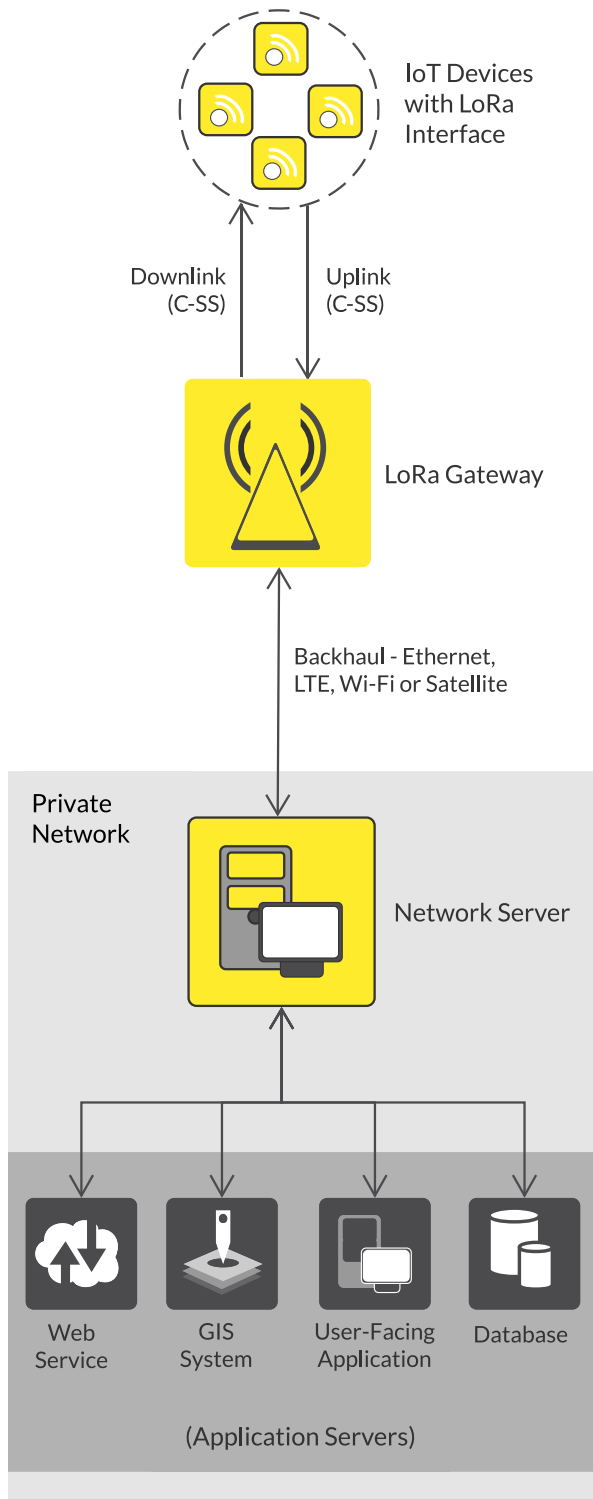 IoT Devices
with LoRa
Interface
Downlink
(C-SS)
Uplink
(C-SS)
LoRa Gateway
Backhaul - Ethernet,
LTE, Wi-Fi or Satellite
Private
Network
Network Server
Web
Service
GIS
System
User-Facing
Application
Database
(Application Servers)